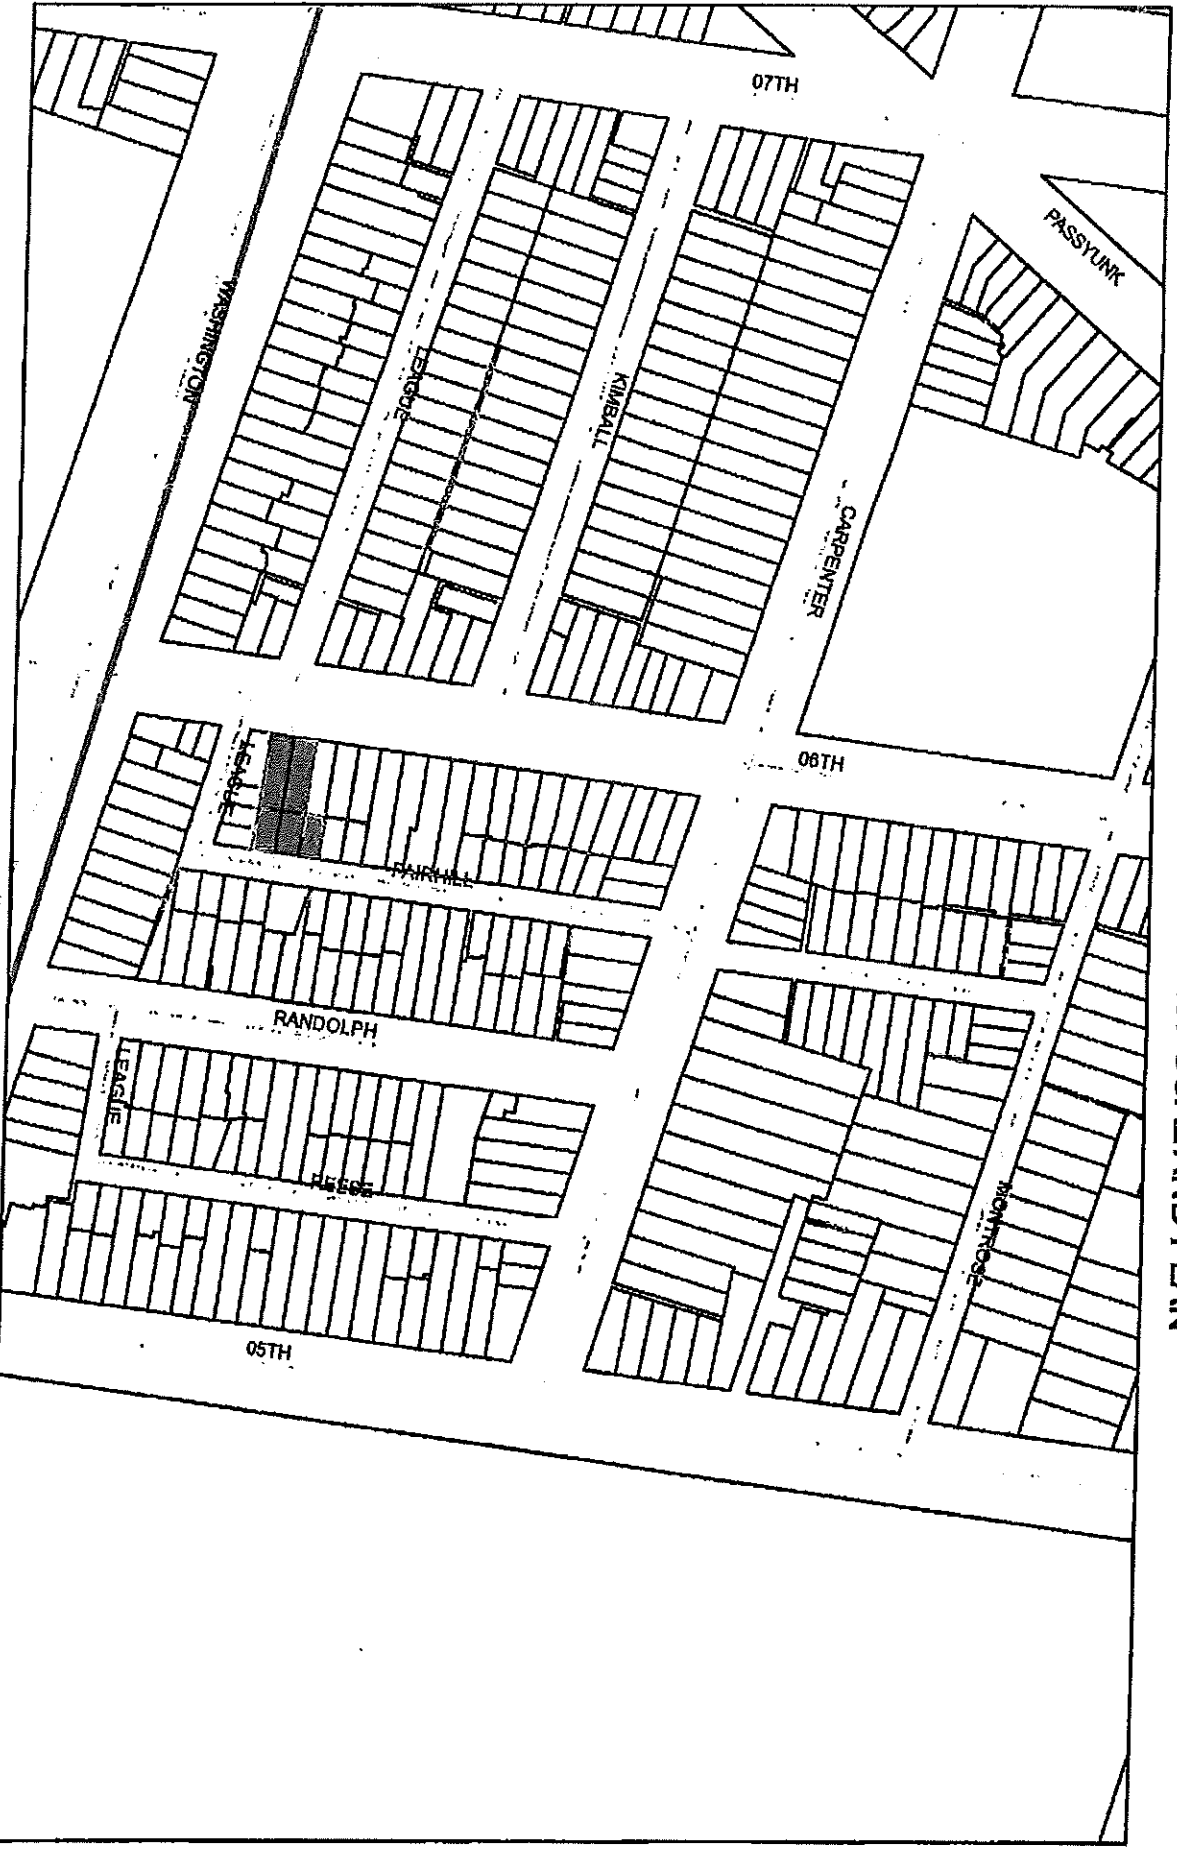 07TH
PASSYUNK
WASHINGTON
LEAGUE
KIMBALL
CARPENTER
06TH
LEAGUE
FAIRHILL
RANDOLPH
LEAGUE
REESE
MONTROSE
05TH